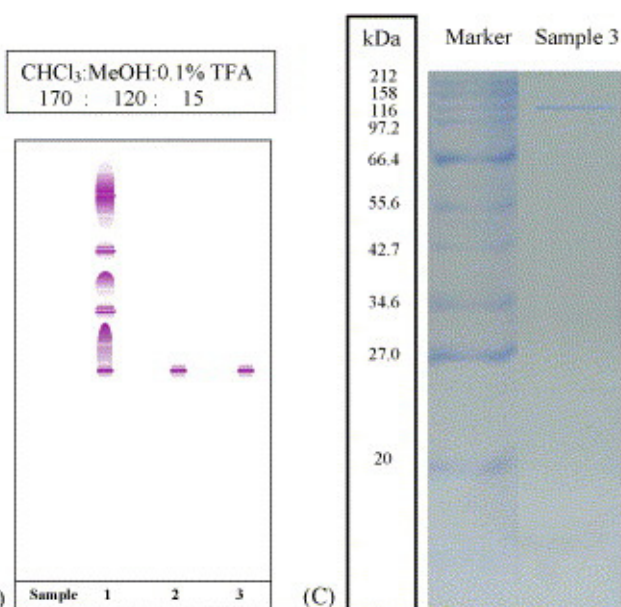 CHCl₃:MeOH:0.1% TFA
170 : 120 : 15
)
Sample 1 2 3
(C)
kDa
212
158
116
97.2
66.4
55.6
42.7
34.6
27.0
20
Marker Sample 3